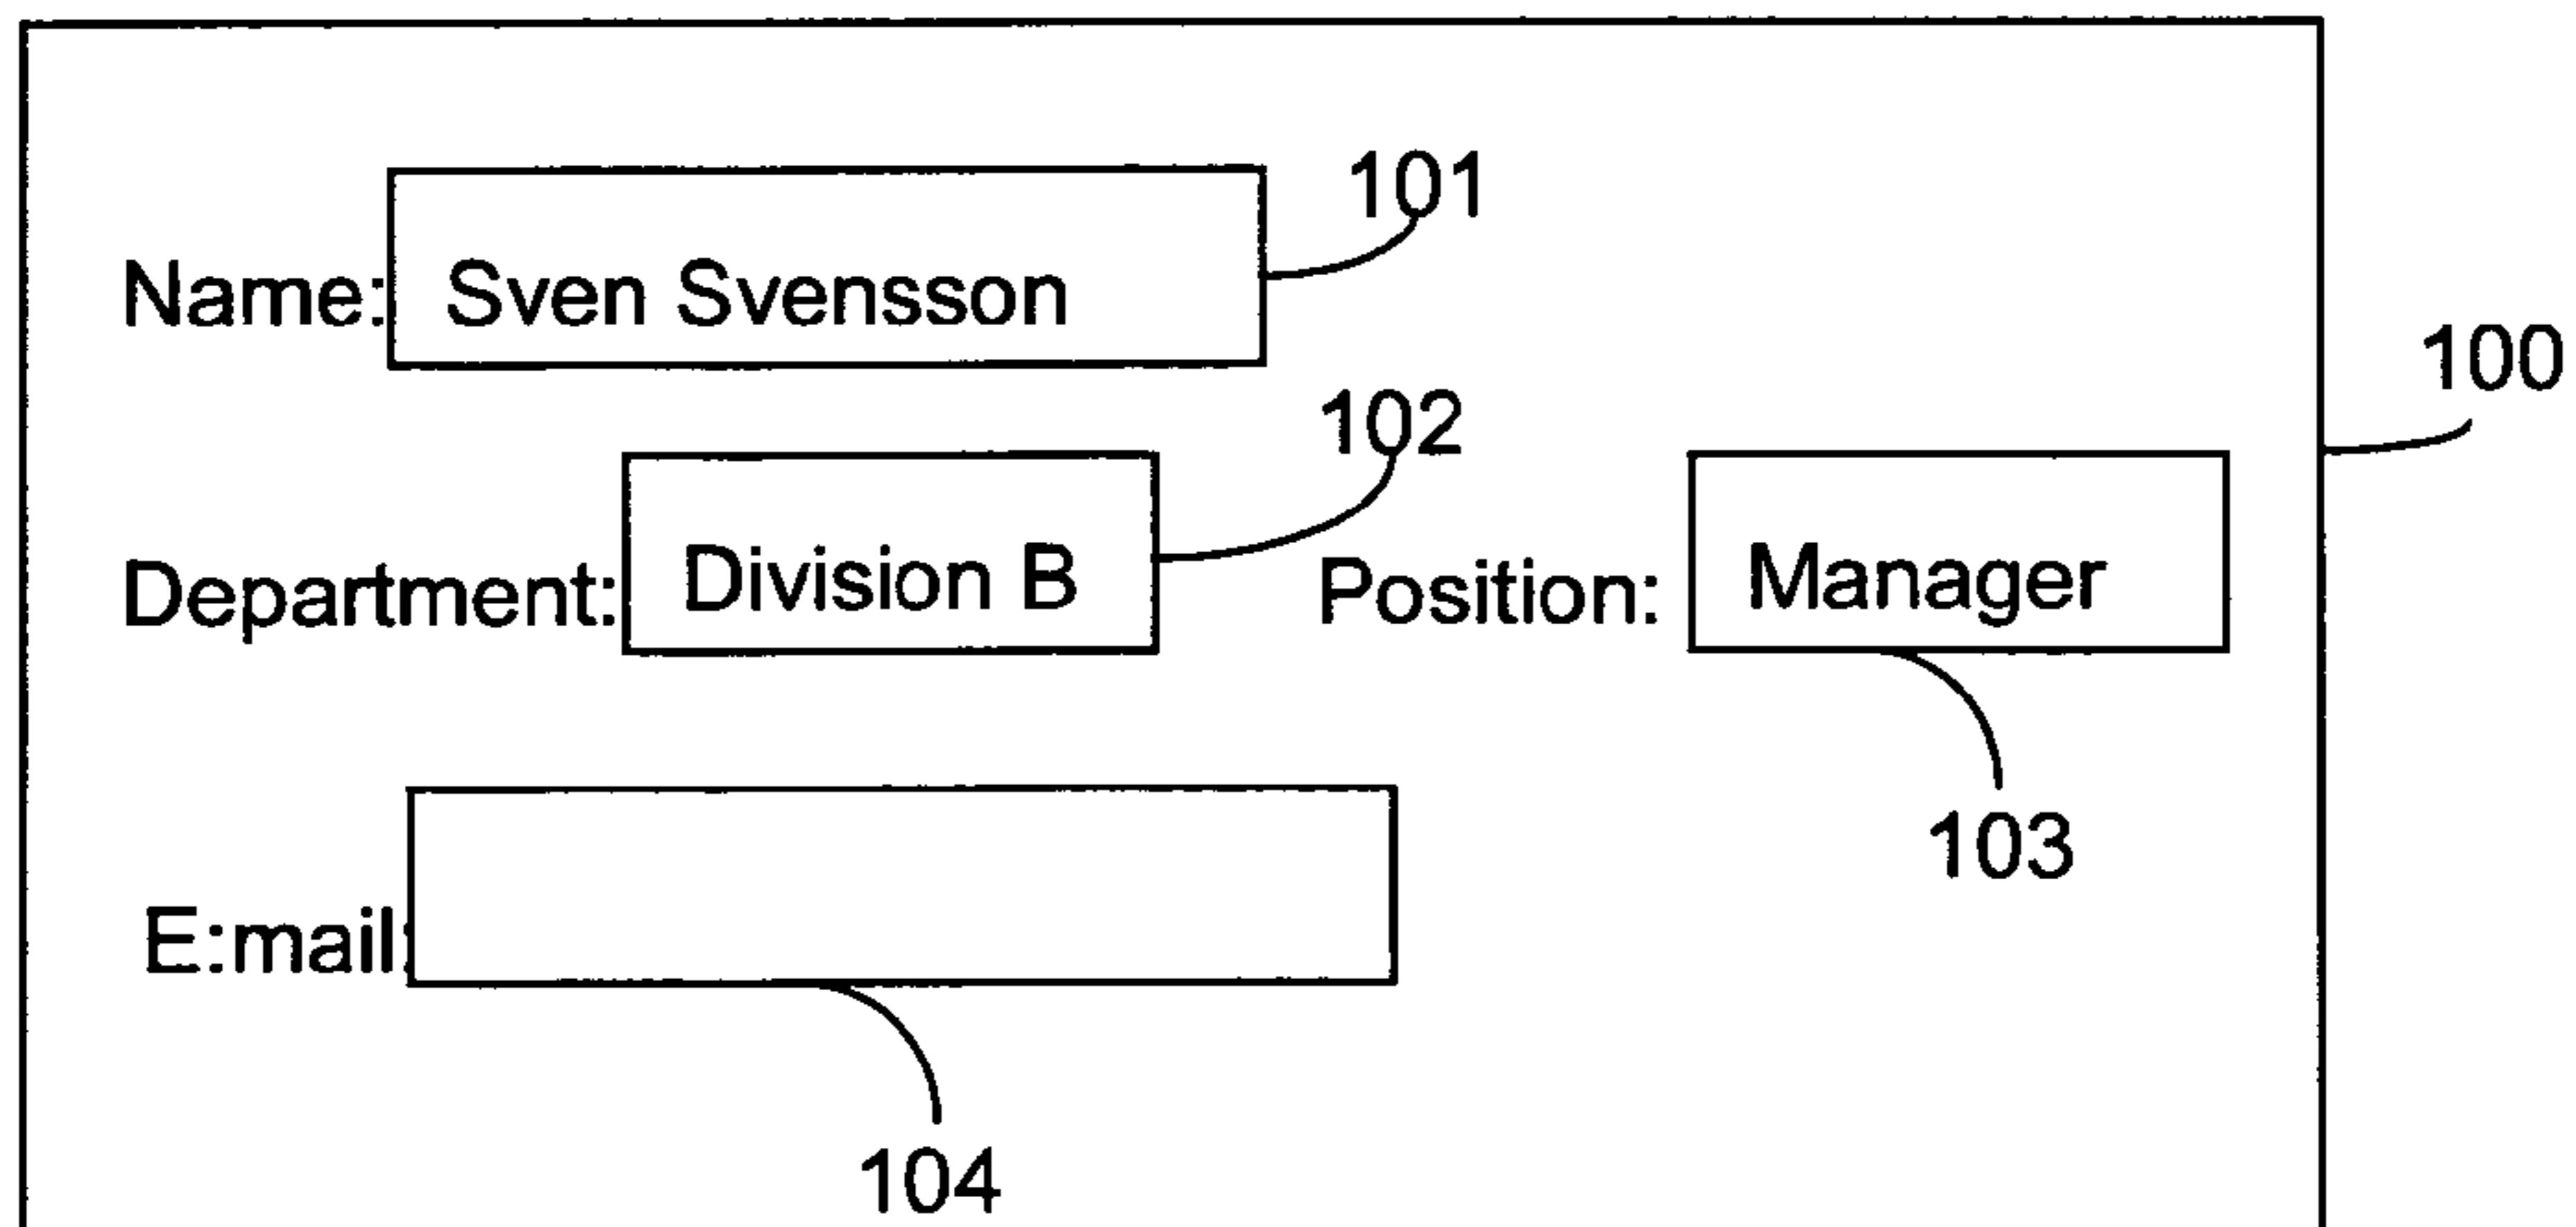 101
Name: Sven Svensson
100
102
Department: Division B Position: Manager
103
E:mail:
104